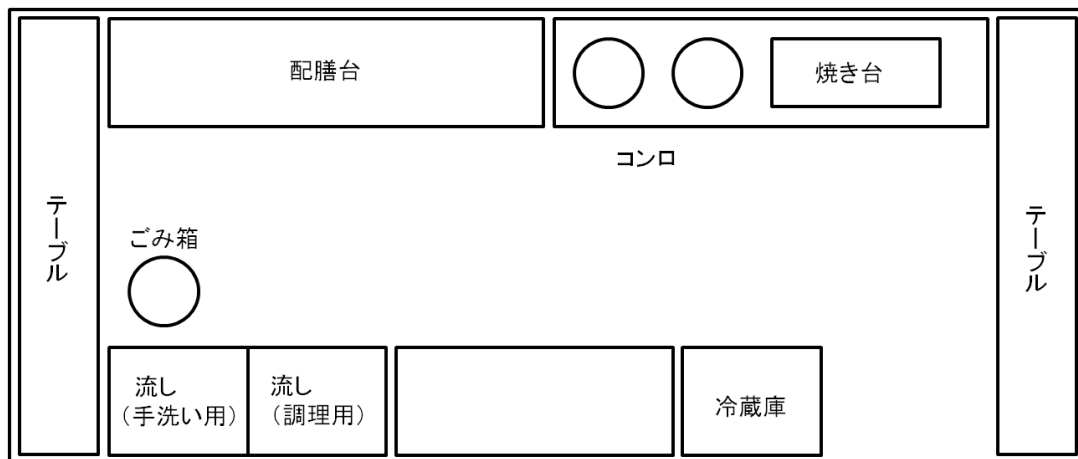 配膳台
焼き台
コンロ
テーブル
ごみ箱
テーブル
流し
（手洗い用）
流し
（調理用）
冷蔵庫